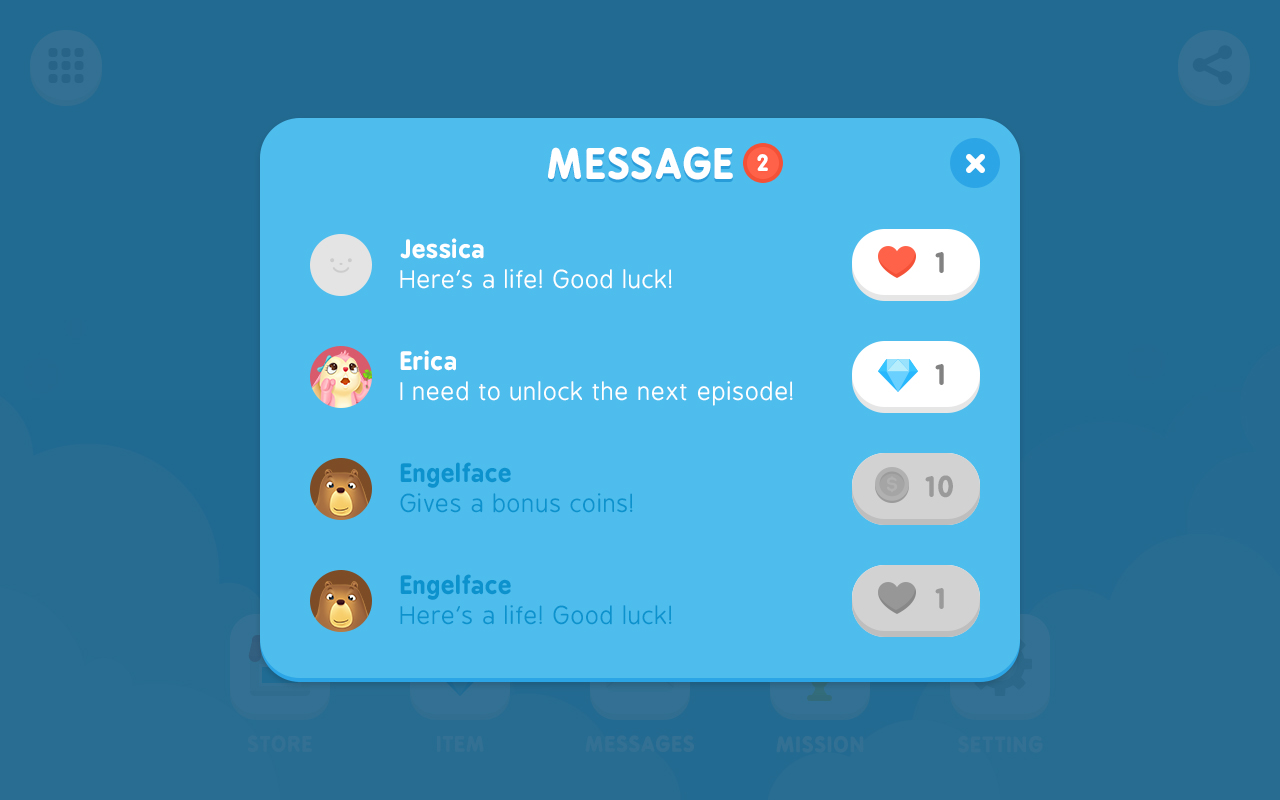 MESSAGE 2
Jessica
Here's a life! Good luck!
1
Erica
I need to unlock the next episode!
1
Engelface
Gives a bonus coins!
S 10
Engelface
Here's a life! Good luck!
1
STORE
ITEM
MESSAGES
MISSION
SETTING